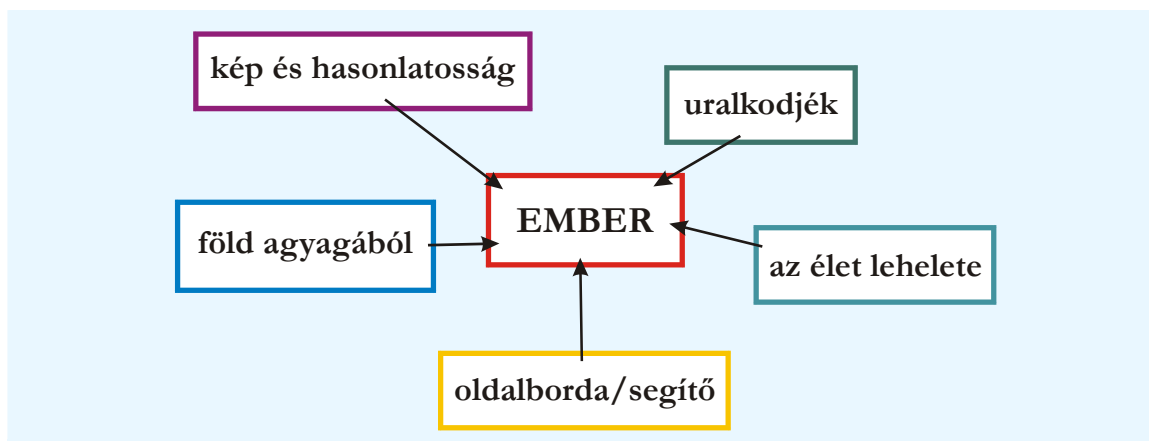 kép és hasonlatosság
uralkodjék
EMBER
föld agyagából
az élet lehelete
oldalborda/segítő